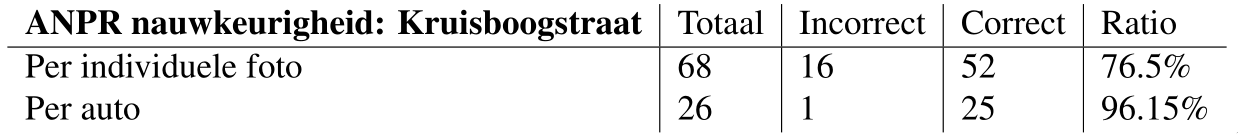 ANPR nauwkeurigheid: Kruisboogstraat Totaal Incorrect Correct Ratio
Per individuele foto 68 16 52 76.5%
Per auto 26 1 25 96.15%